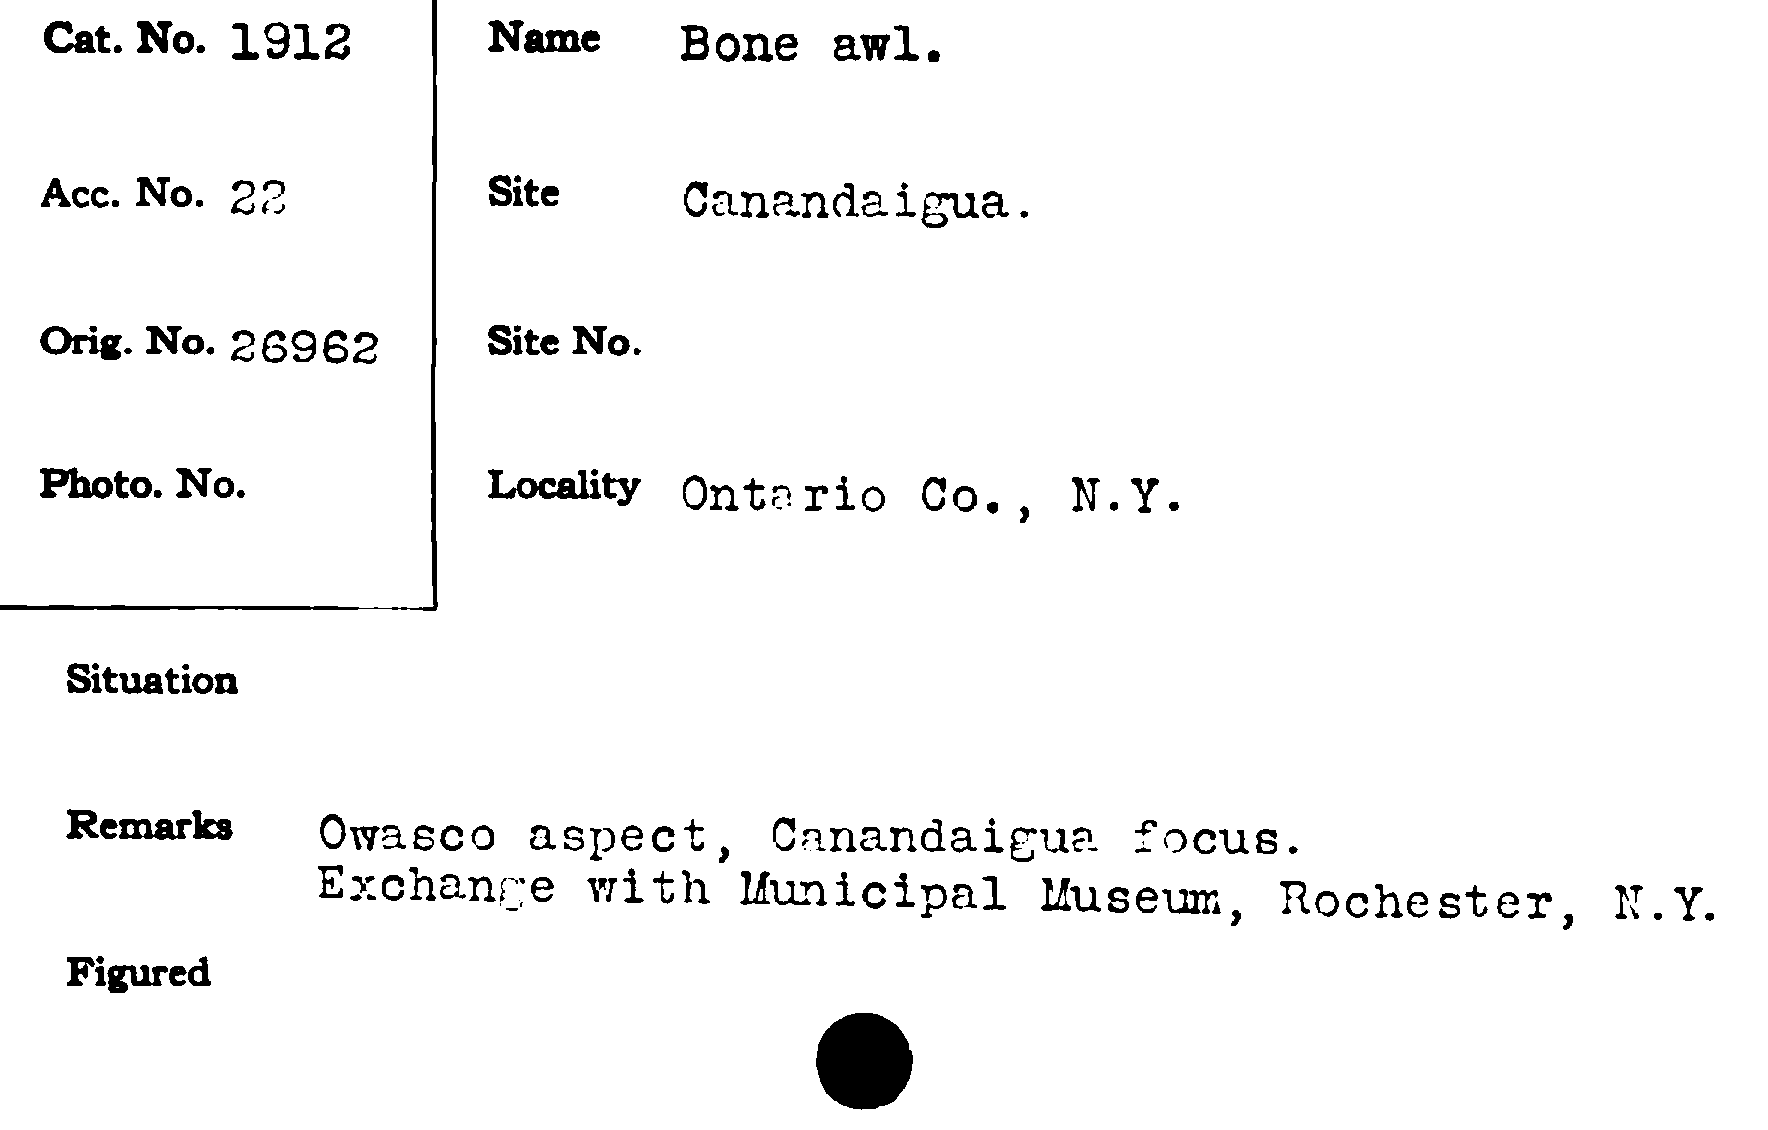 Cat. No. 1912
Name Bone awl.
Acc. No. 22
Site Canandaigua.
Orig. No. 26962
Site No.
Photo. No.
Locality Ontario Co., N.Y.
Situation
Remarks Owasco aspect, Canandaigua focus.
Exchange with Municipal Museum, Rochester, N.Y.
Figured